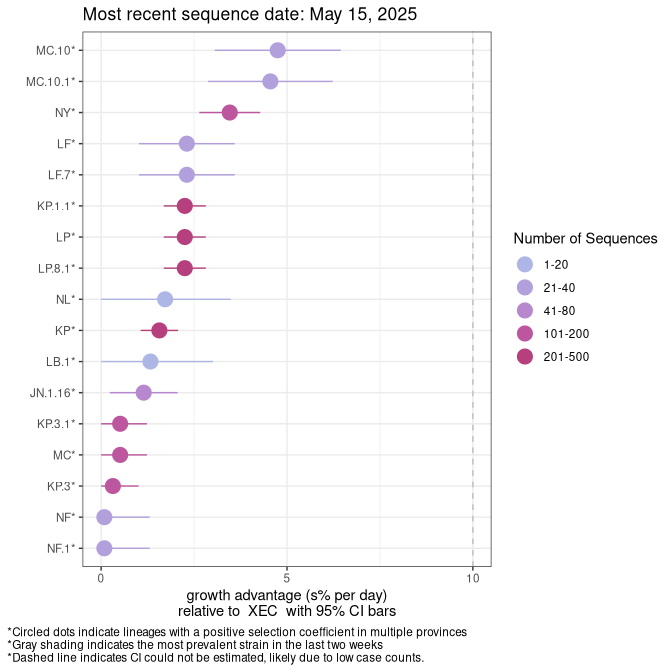 Most recent sequence date: May 15, 2025
MC.10*
MC.10.1*
NY*
LF*
LF.7*
KP.1.1*
LP*
LP.8.1*
NL*
KP*
LB.1*
JN.1.16*
KP.3.1*
MC*
KP.3*
NF*
NF.1*
0 5 10
growth advantage (s% per day)
relative to XEC with 95% CI bars
Number of Sequences
1-20
21-40
41-80
101-200
201-500
*Circled dots indicate lineages with a positive selection coefficient in multiple provinces
*Gray shading indicates the most prevalent strain in the last two weeks
*Dashed line indicates CI could not be estimated, likely due to low case counts.